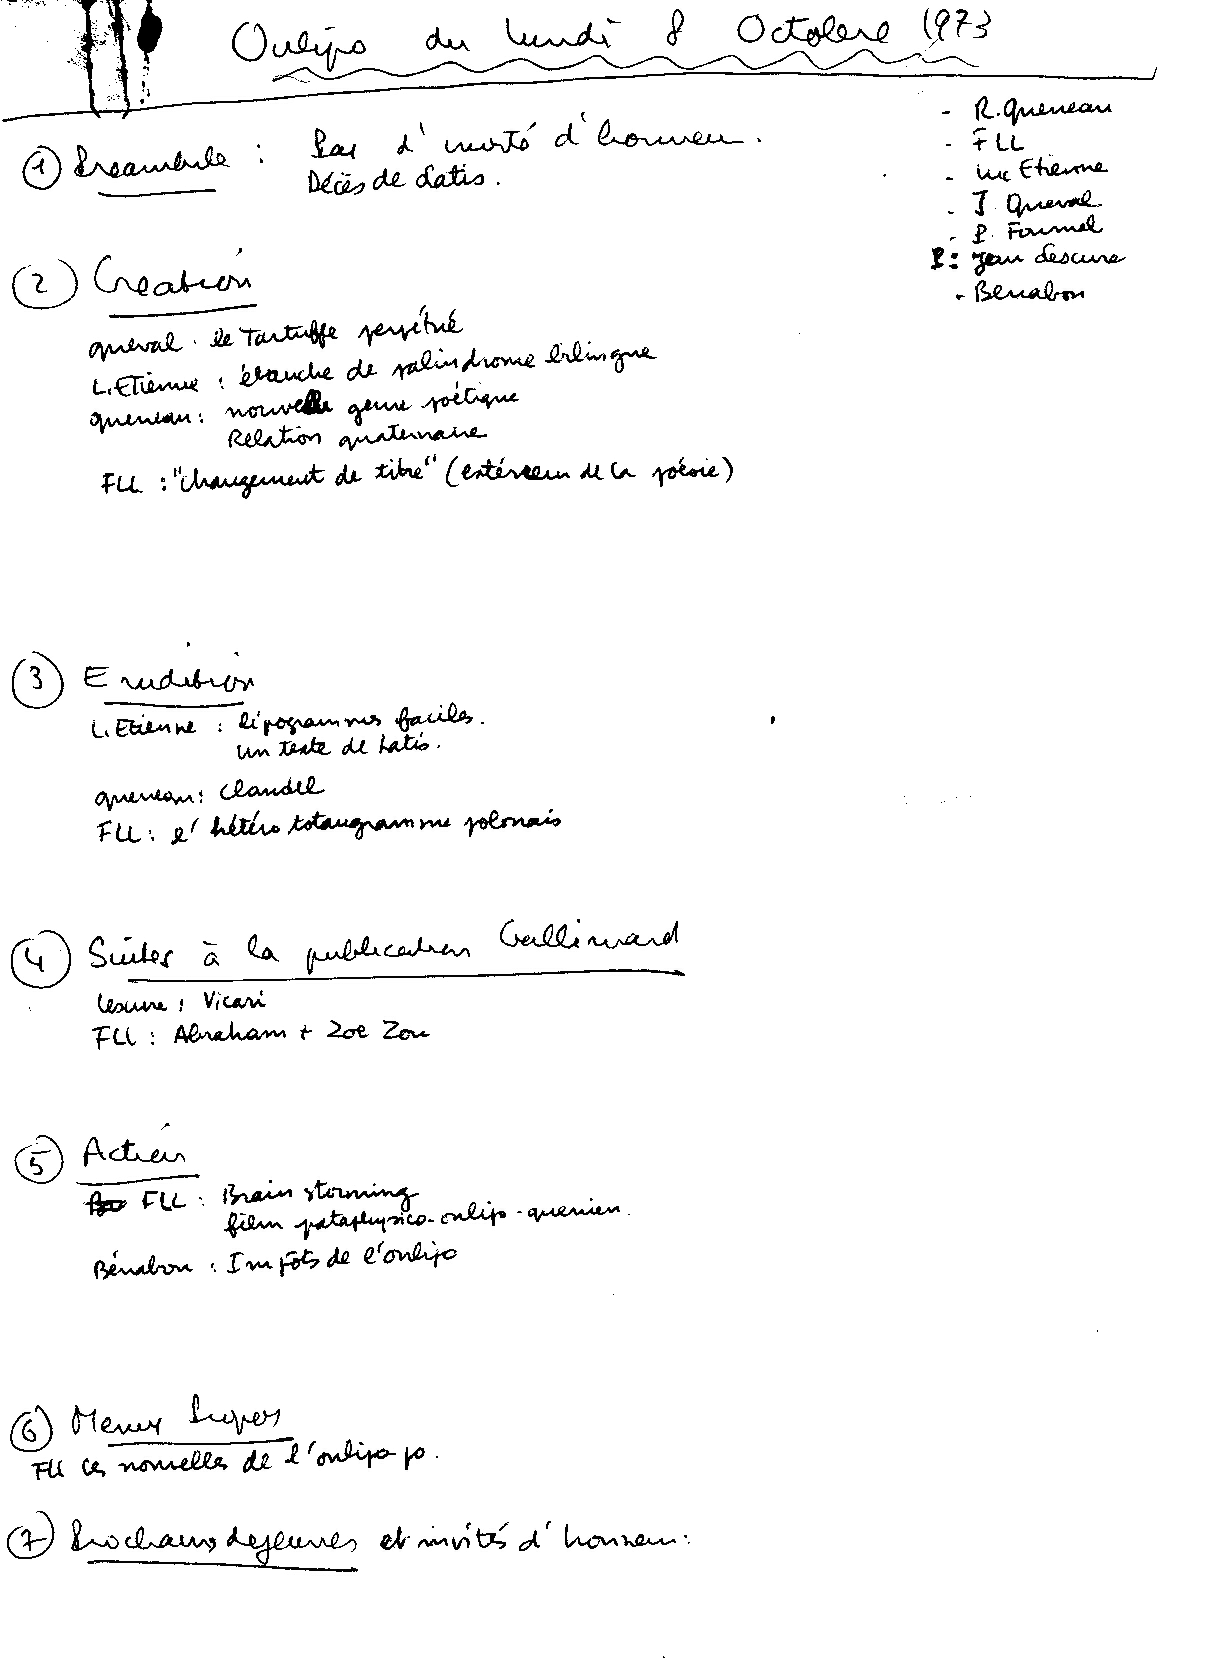 Oulipo du lundi 8 Octobre 1973
- R. Queneau
- FLL
- Luc Etienne
- J. Queval
- P. Fournel
P: Jean Lescure
- Bénabou
① Préambule : Pas d'invité d'honneur.
Décès de Latis.
② Création
Queval : le Tartuffe perpétué
L. Etienne : ébauche de palindrome bilingue
Queneau : nouveau genre poétique
Relation quaternaire
FLL : "changement de titre" (extérieur de la poésie)
③ Erudition
L. Etienne : lipogrammes faciles.
un texte de Latis.
Queneau : Claudel
FLL : l'hétéro totaugramme polonais
④ Suites à la publication Gallimard
Lescure : Vicari
FLL : Abraham + Zoe Zou
⑤ Action
FLL : Brain storming
film pataphysico-oulipo-quenien.
Bénabou : Impôts de l'oulipo
⑥ Menus Propos
FLL les nouvelles de l'oulipopo.
⑦ Prochains dejeuners et invités d'honneur :